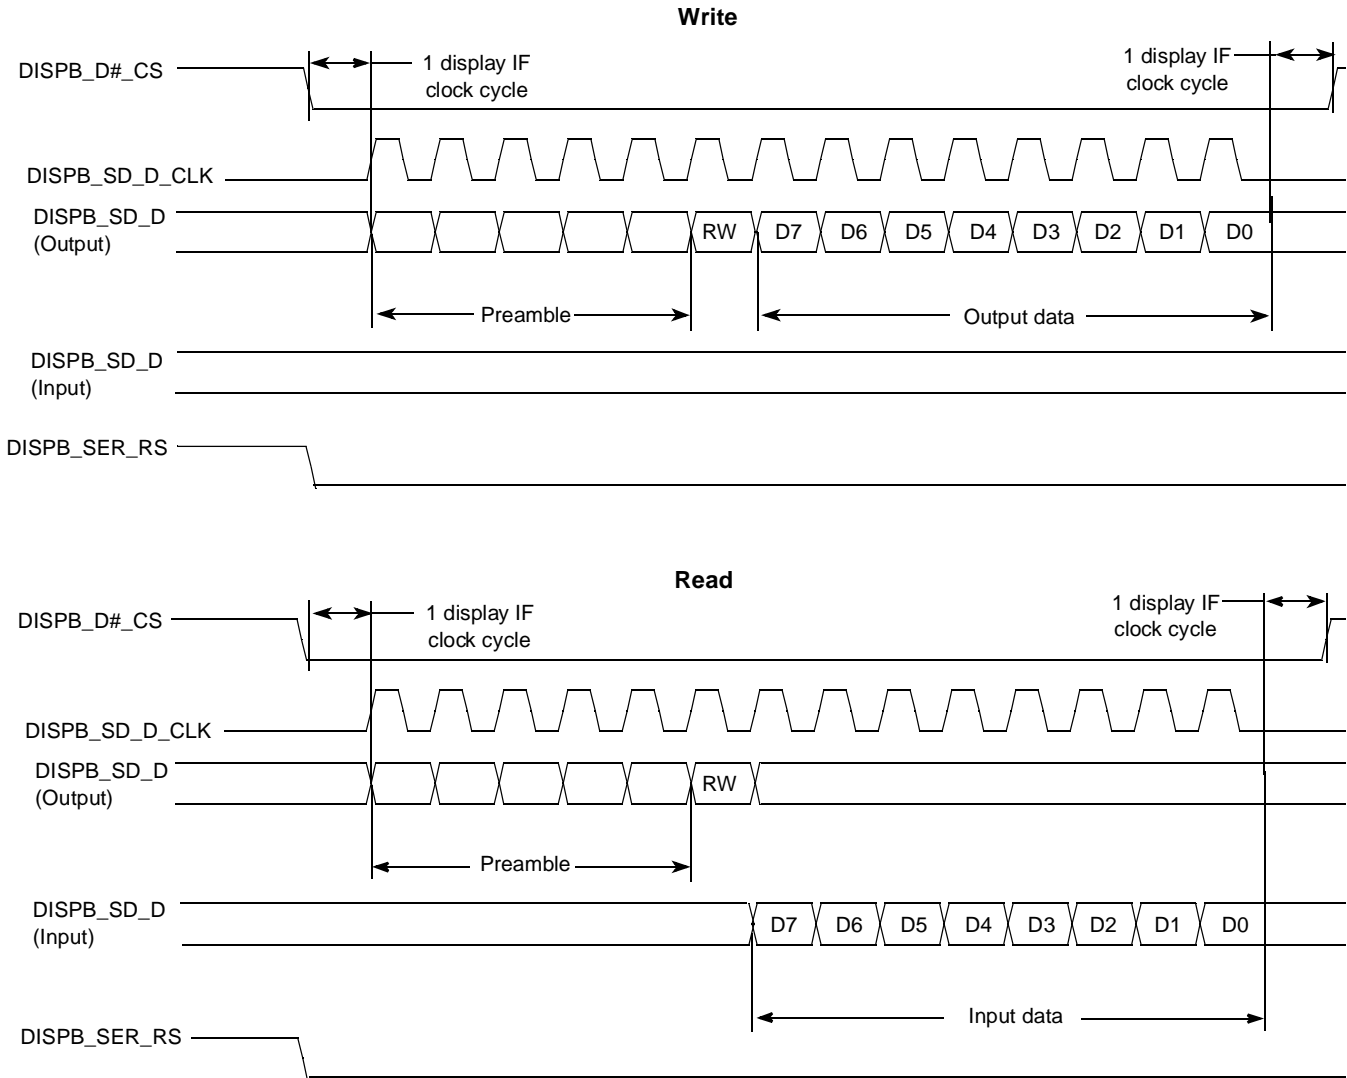 Write
DISPB_D#_CS
1 display IF
clock cycle
1 display IF
clock cycle
DISPB_SD_D_CLK
DISPB_SD_D
(Output)
RW D7 D6 D5 D4 D3 D2 D1 D0
Preamble
Output data
DISPB_SD_D
(Input)
DISPB_SER_RS
Read
DISPB_D#_CS
1 display IF
clock cycle
1 display IF
clock cycle
DISPB_SD_D_CLK
DISPB_SD_D
(Output)
RW
Preamble
DISPB_SD_D
(Input)
D7 D6 D5 D4 D3 D2 D1 D0
Input data
DISPB_SER_RS